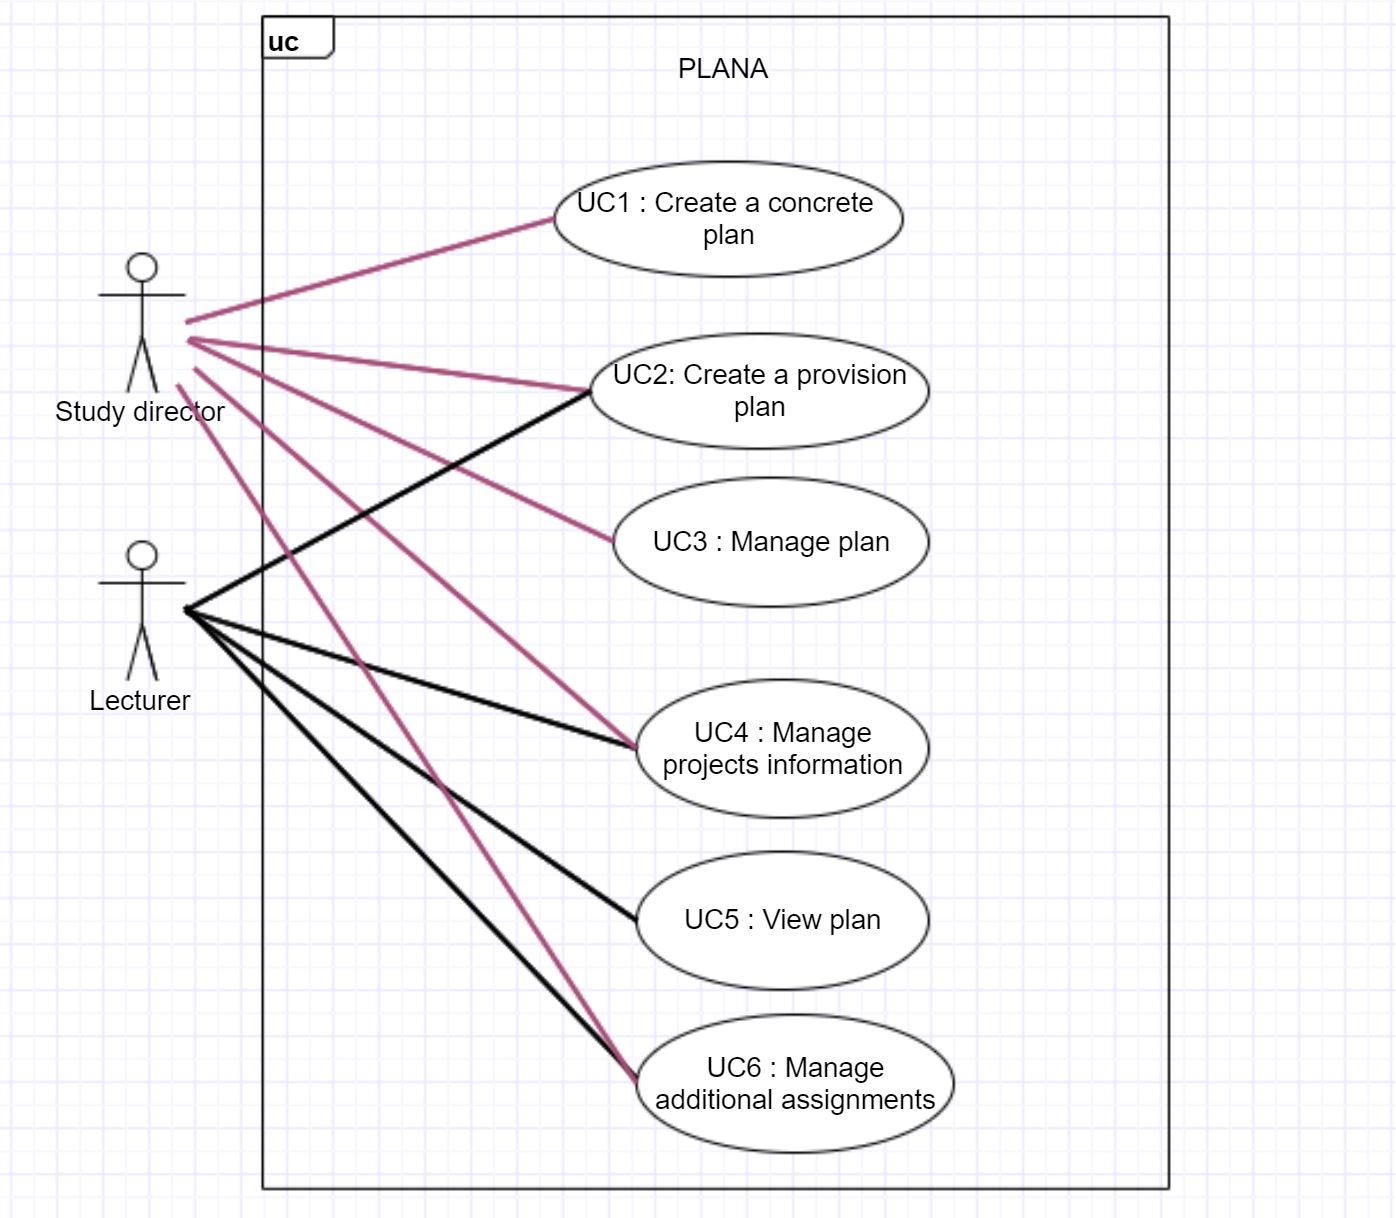 uc
PLANA
UC1 : Create a concrete
plan
Study director
UC2: Create a provision
plan
UC3 : Manage plan
Lecturer
UC4 : Manage
projects information
UC5 : View plan
UC6 : Manage
additional assignments